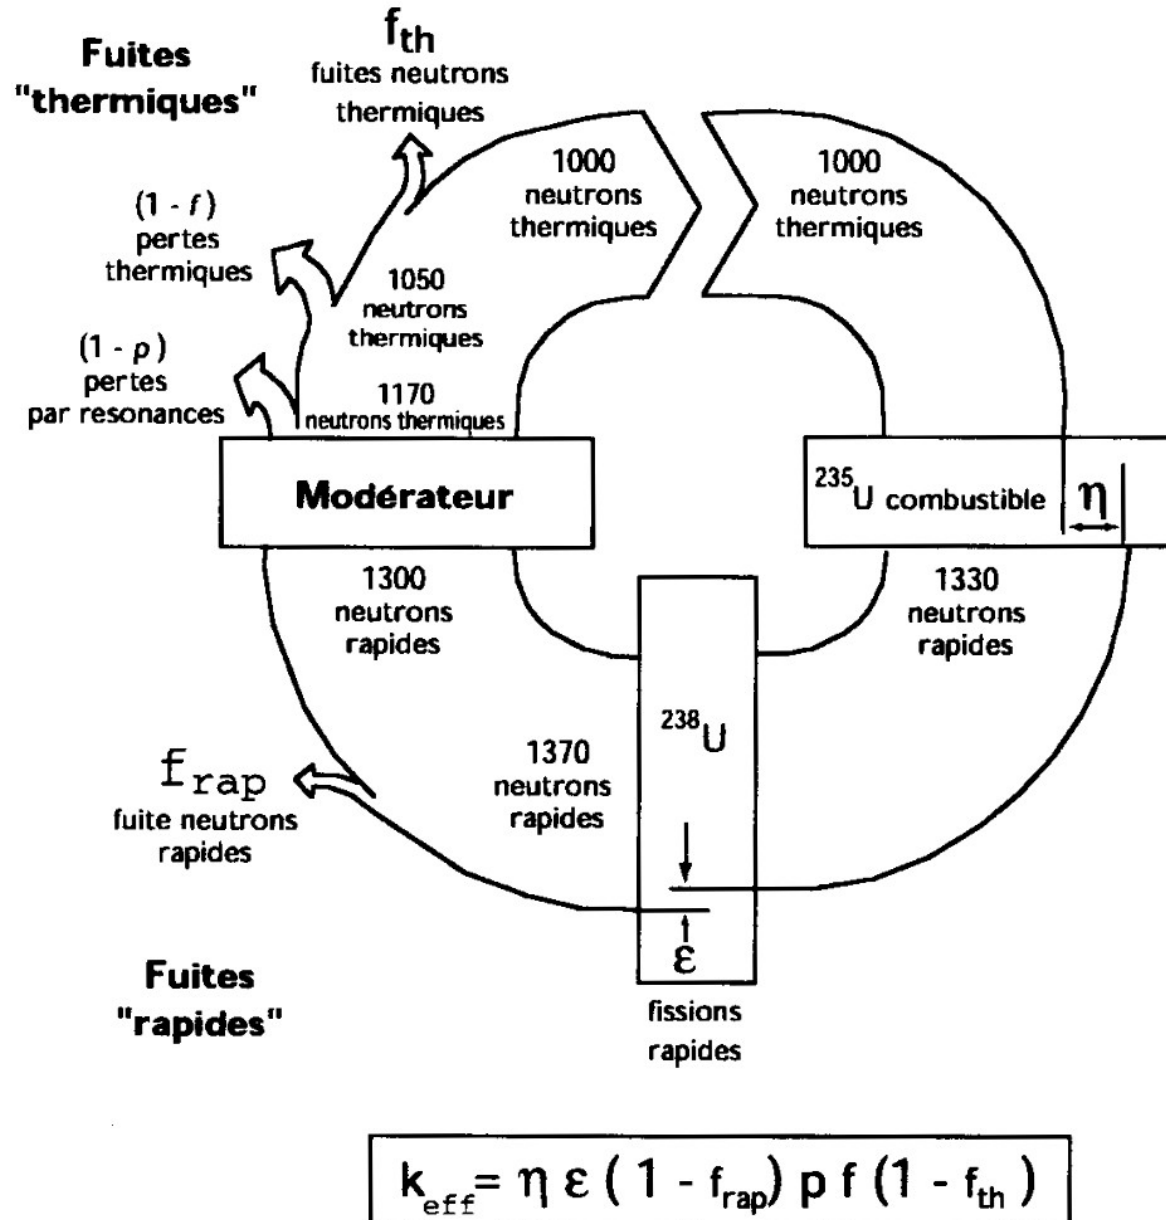 Fuites
"thermiques"
f_th
fuites neutrons
thermiques
(1 - f)
pertes
thermiques
(1 - p)
pertes
par resonances
1000
neutrons
thermiques
1000
neutrons
thermiques
1050
neutrons
thermiques
1170
neutrons thermiques
Modérateur
²³⁵U combustible
η
1300
neutrons
rapides
1330
neutrons
rapides
²³⁸U
1370
neutrons
rapides
f_rap
fuite neutrons
rapides
ε
Fuites
"rapides"
fissions
rapides
k_eff = η ε ( 1 - f_rap) p f (1 - f_th )